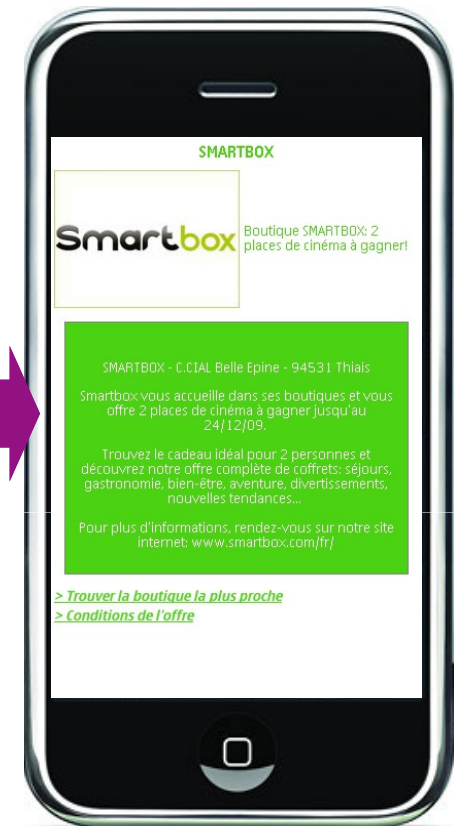 SMARTBOX
Smartbox
Boutique SMARTBOX: 2
places de cinéma à gagner!
SMARTBOX - C.CIAL Belle Epine - 94531 Thiais
Smartbox vous accueille dans ses boutiques et vous
offre 2 places de cinéma à gagner jusqu'au
24/12/09.
Trouvez le cadeau idéal pour 2 personnes et
découvrez notre offre complète de coffrets: séjours,
gastronomie, bien-être, aventure, divertissements,
nouvelles tendances...
Pour plus d'informations, rendez-vous sur notre site
internet: www.smartbox.com/fr/
> Trouver la boutique la plus proche
> Conditions de l'offre